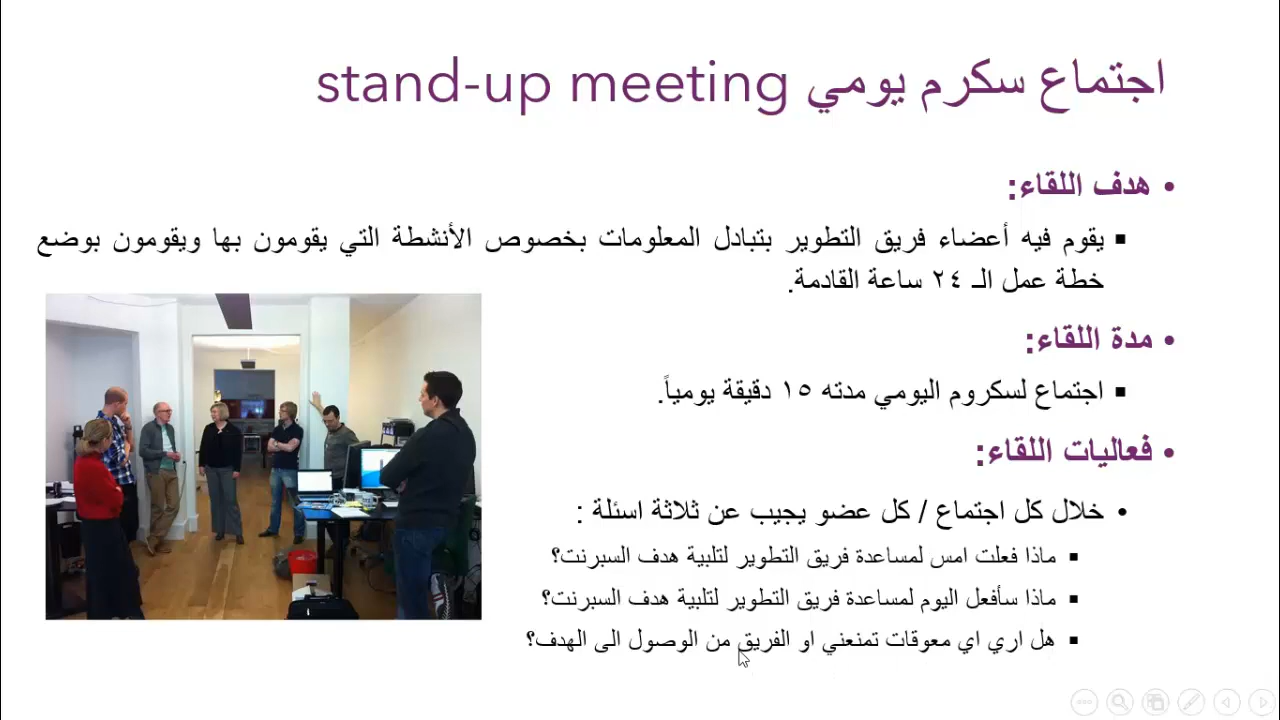 اجتماع سكرم يومي stand-up meeting
• هدف اللقاء:
▪ يقوم فيه أعضاء فريق التطوير بتبادل المعلومات بخصوص الأنشطة التي يقومون بها ويقومون بوضع
خطة عمل الـ ٢٤ ساعة القادمة.
• مدة اللقاء:
▪ اجتماع لسكروم اليومي مدته ١٥ دقيقة يومياً.
• فعاليات اللقاء:
• خلال كل اجتماع / كل عضو يجيب عن ثلاثة اسئلة :
▪ ماذا فعلت امس لمساعدة فريق التطوير لتلبية هدف السبرنت؟
▪ ماذا سأفعل اليوم لمساعدة فريق التطوير لتلبية هدف السبرنت؟
▪ هل اري اي معوقات تمنعني او الفريق من الوصول الى الهدف؟